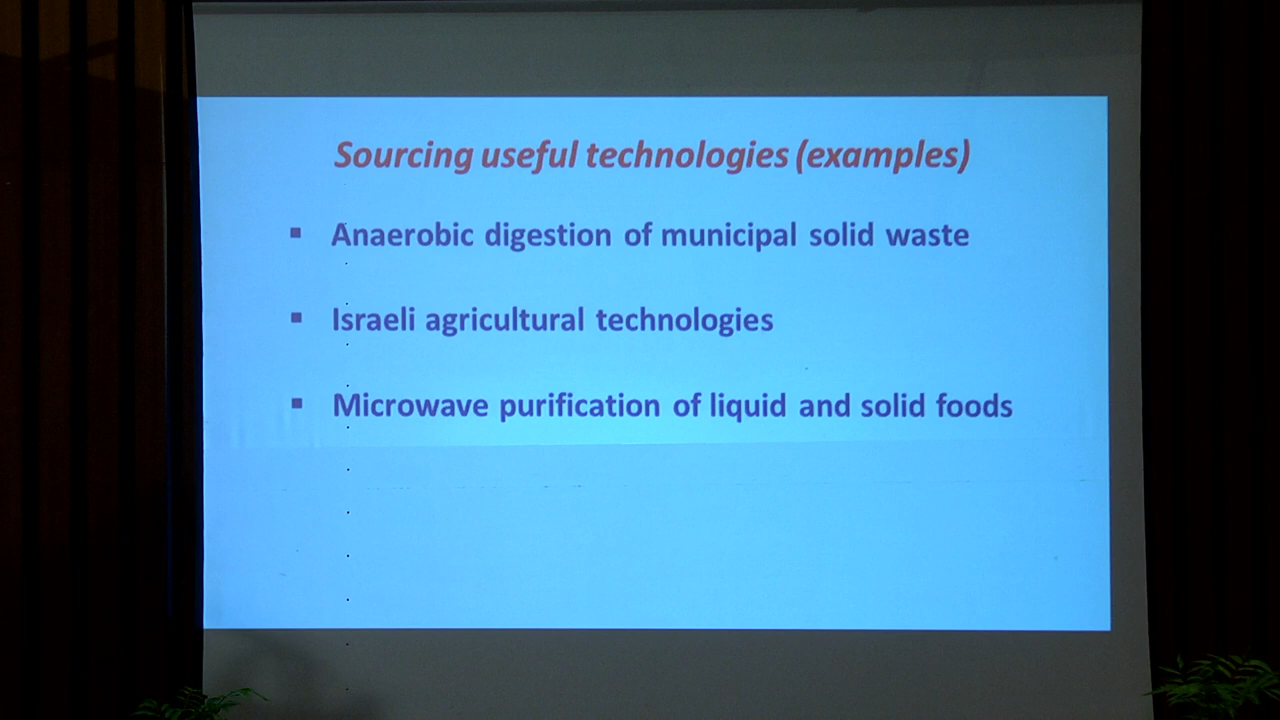 Sourcing useful technologies (examples)
▪ Anaerobic digestion of municipal solid waste
▪ Israeli agricultural technologies
▪ Microwave purification of liquid and solid foods